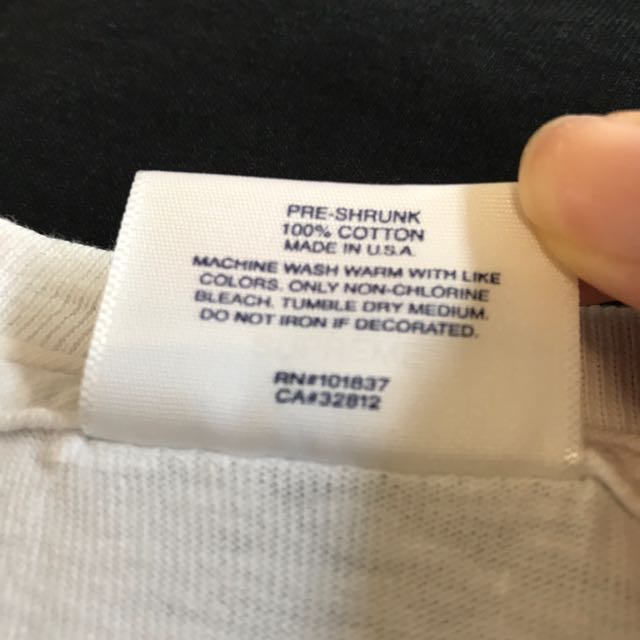 PRE-SHRUNK
100% COTTON
MADE IN U.S.A.
MACHINE WASH WARM WITH LIKE
COLORS. ONLY NON-CHLORINE
BLEACH. TUMBLE DRY MEDIUM.
DO NOT IRON IF DECORATED.
SUPREME
RN#101837
CA#32812